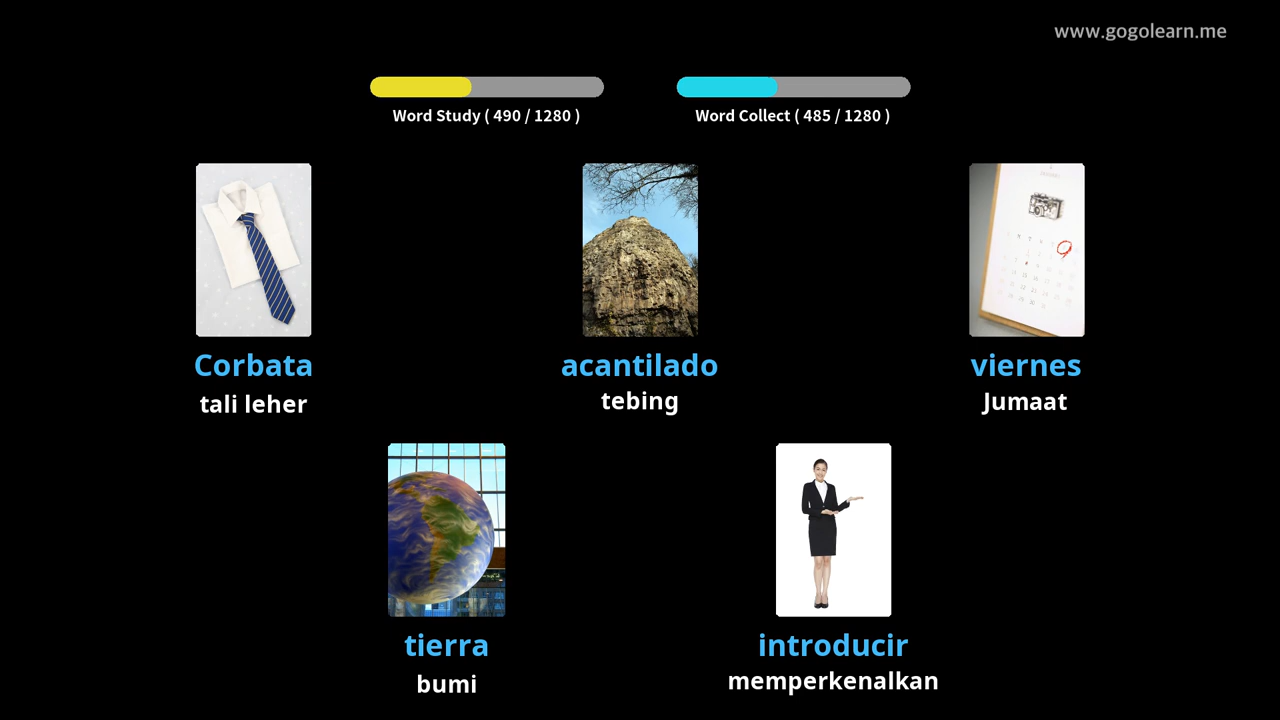 www.gogolearn.me
Word Study ( 490 / 1280 )
Word Collect ( 485 / 1280 )
Corbata
tali leher
acantilado
tebing
viernes
Jumaat
tierra
bumi
introducir
memperkenalkan